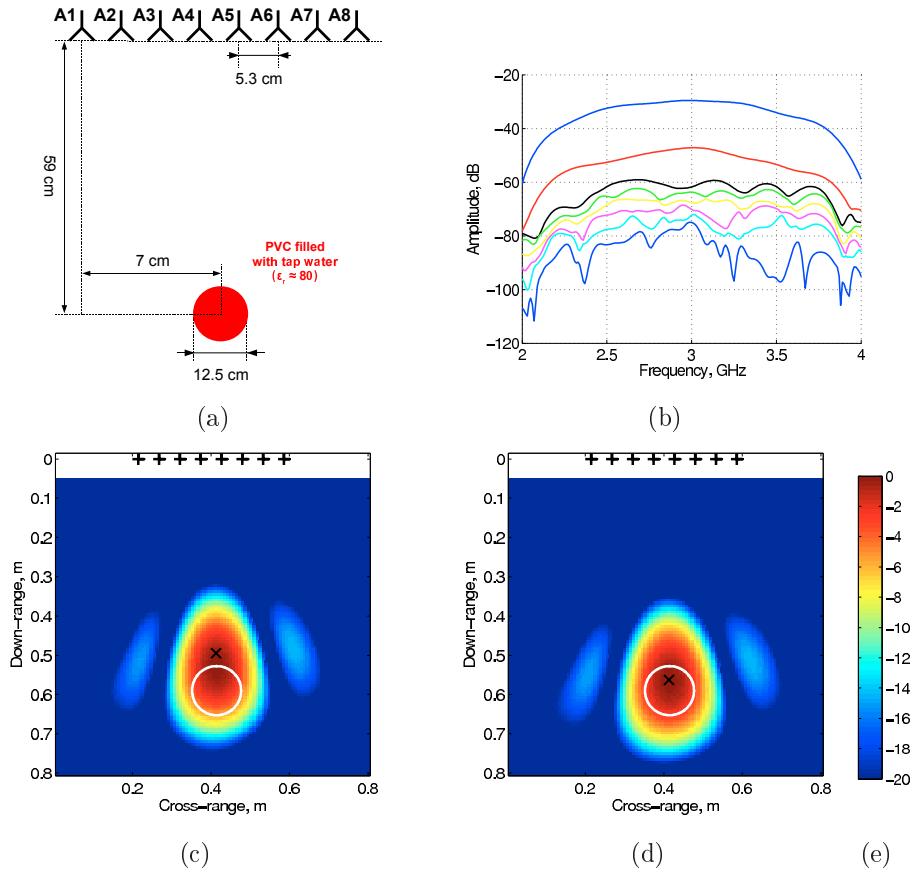 A1 A2 A3 A4 A5 A6 A7 A8
5.3 cm
59 cm
7 cm
PVC filled
with tap water
(εr ≈ 80)
12.5 cm
(a)
−20
−40
−60
−80
−100
−120
Amplitude, dB
2 2.5 3 3.5 4
Frequency, GHz
(b)
0
0.1
0.2
0.3
0.4
0.5
0.6
0.7
0.8
Down−range, m
0.2 0.4 0.6 0.8
Cross−range, m
(c)
0
0.1
0.2
0.3
0.4
0.5
0.6
0.7
0.8
Down−range, m
0.2 0.4 0.6 0.8
Cross−range, m
(d)
0
−2
−4
−6
−8
−10
−12
−14
−16
−18
−20
(e)